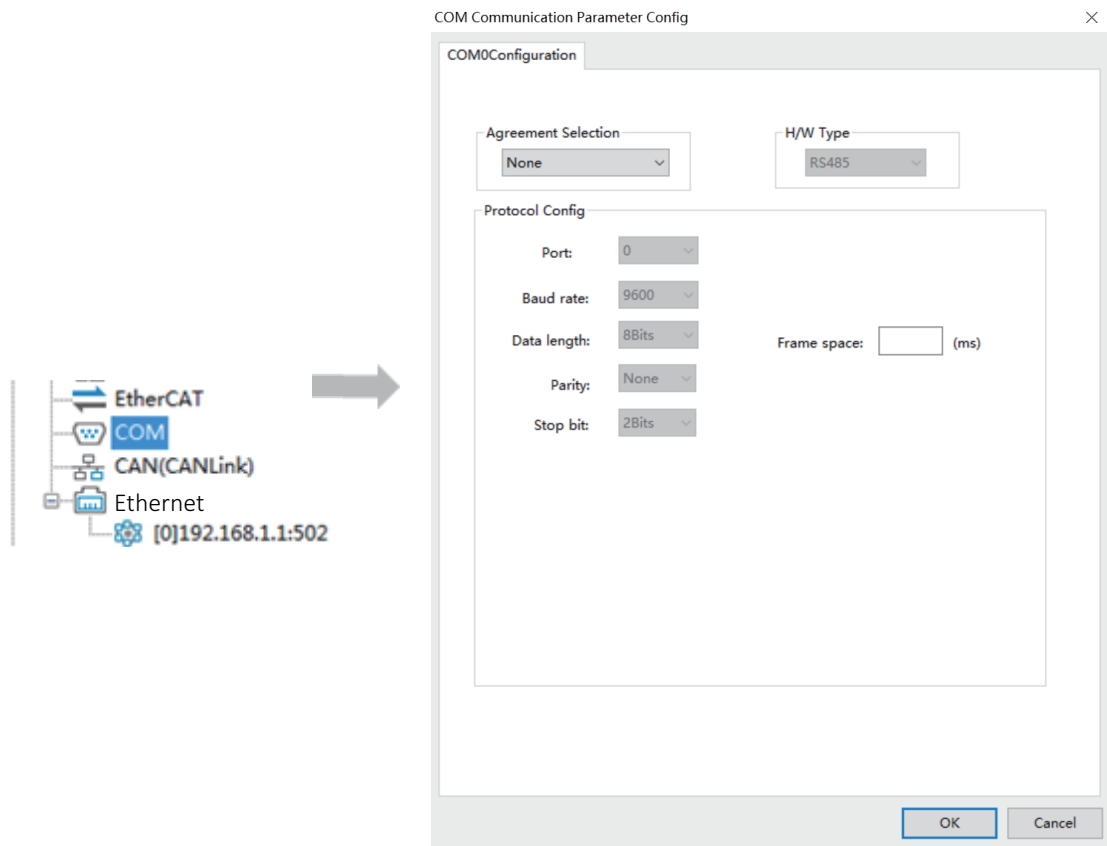 COM Communication Parameter Config
COM0Configuration
Agreement Selection
None
H/W Type
RS485
Protocol Config
Port: 0
Baud rate: 9600
Data length: 8Bits
Frame space: (ms)
Parity: None
Stop bit: 2Bits
EtherCAT
COM
CAN(CANLink)
Ethernet
[0]192.168.1.1:502
OK
Cancel